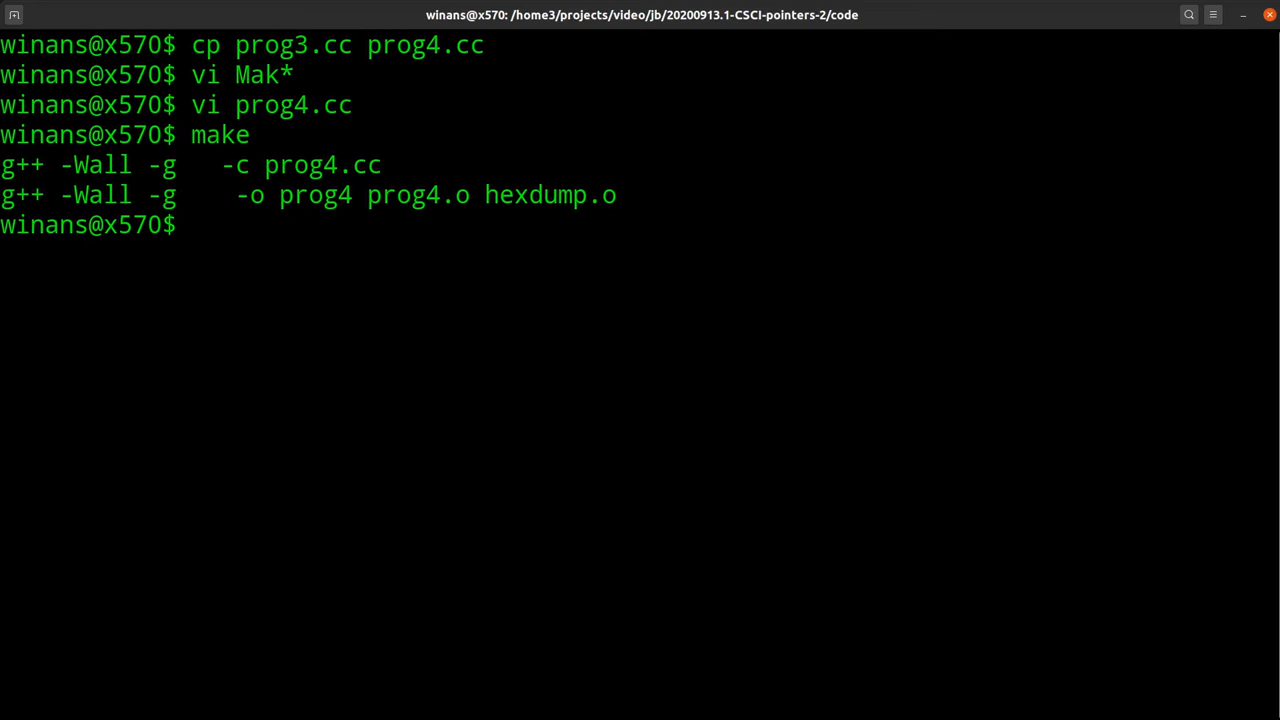 winans@x570: /home3/projects/video/jb/20200913.1-CSCI-pointers-2/code
winans@x570$ cp prog3.cc prog4.cc
winans@x570$ vi Mak*
winans@x570$ vi prog4.cc
winans@x570$ make
g++ -Wall -g   -c prog4.cc
g++ -Wall -g    -o prog4 prog4.o hexdump.o
winans@x570$